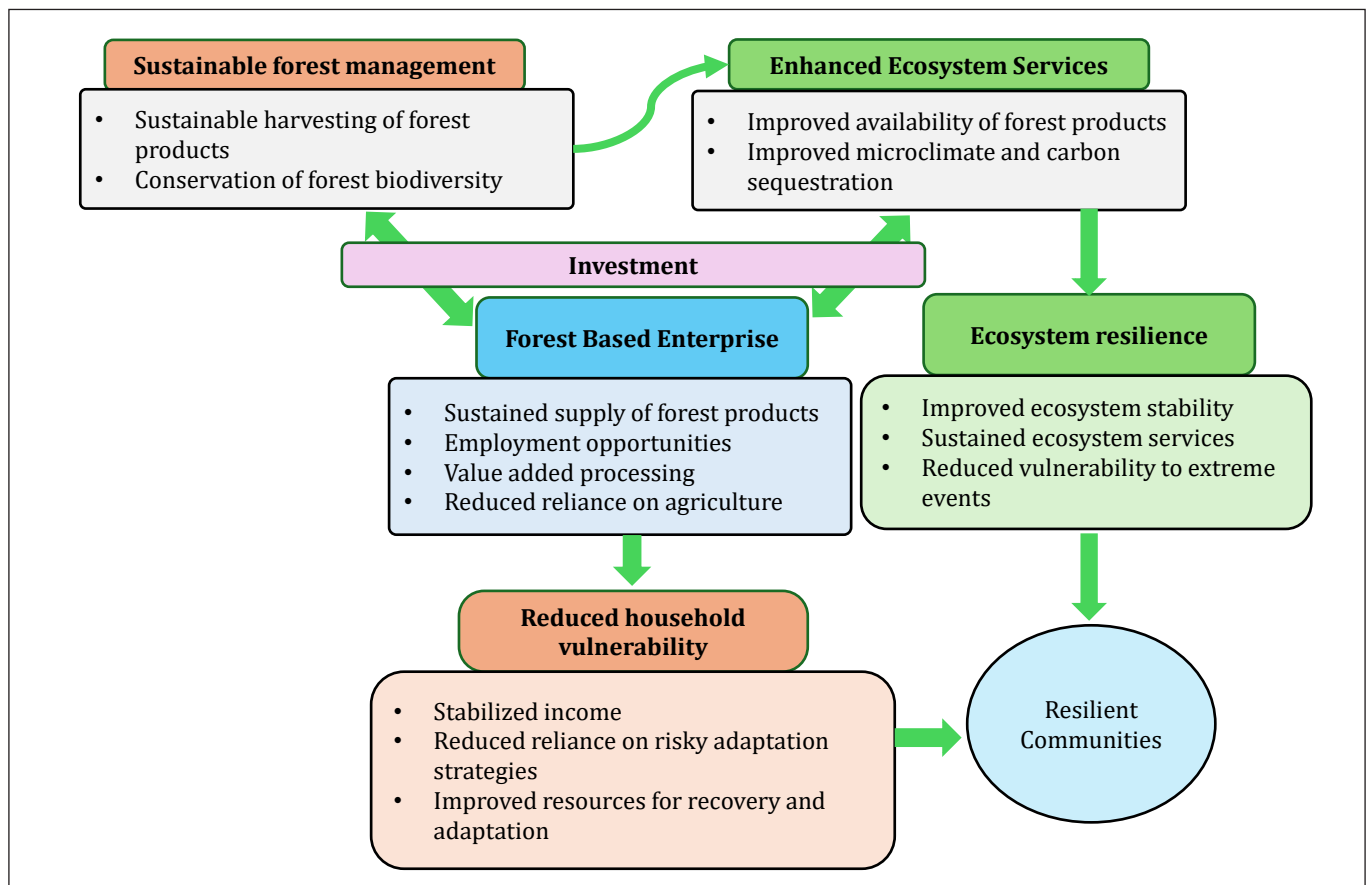 Sustainable forest management
• Sustainable harvesting of forest
products
• Conservation of forest biodiversity
Enhanced Ecosystem Services
• Improved availability of forest products
• Improved microclimate and carbon
sequestration
Investment
Forest Based Enterprise
• Sustained supply of forest products
• Employment opportunities
• Value added processing
• Reduced reliance on agriculture
Ecosystem resilience
• Improved ecosystem stability
• Sustained ecosystem services
• Reduced vulnerability to extreme
events
Reduced household
vulnerability
• Stabilized income
• Reduced reliance on risky adaptation
strategies
• Improved resources for recovery and
adaptation
Resilient
Communities